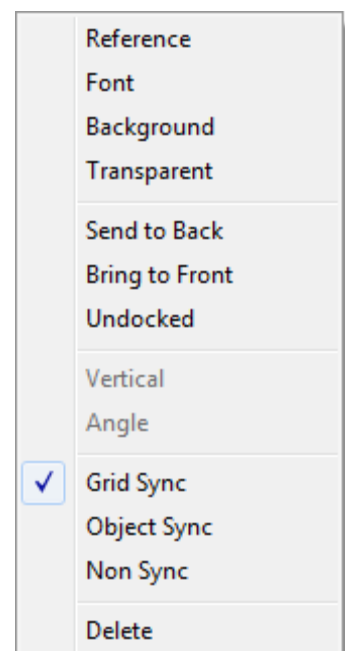 Reference
Font
Background
Transparent
Send to Back
Bring to Front
Undocked
Vertical
Angle
Grid Sync
Object Sync
Non Sync
Delete